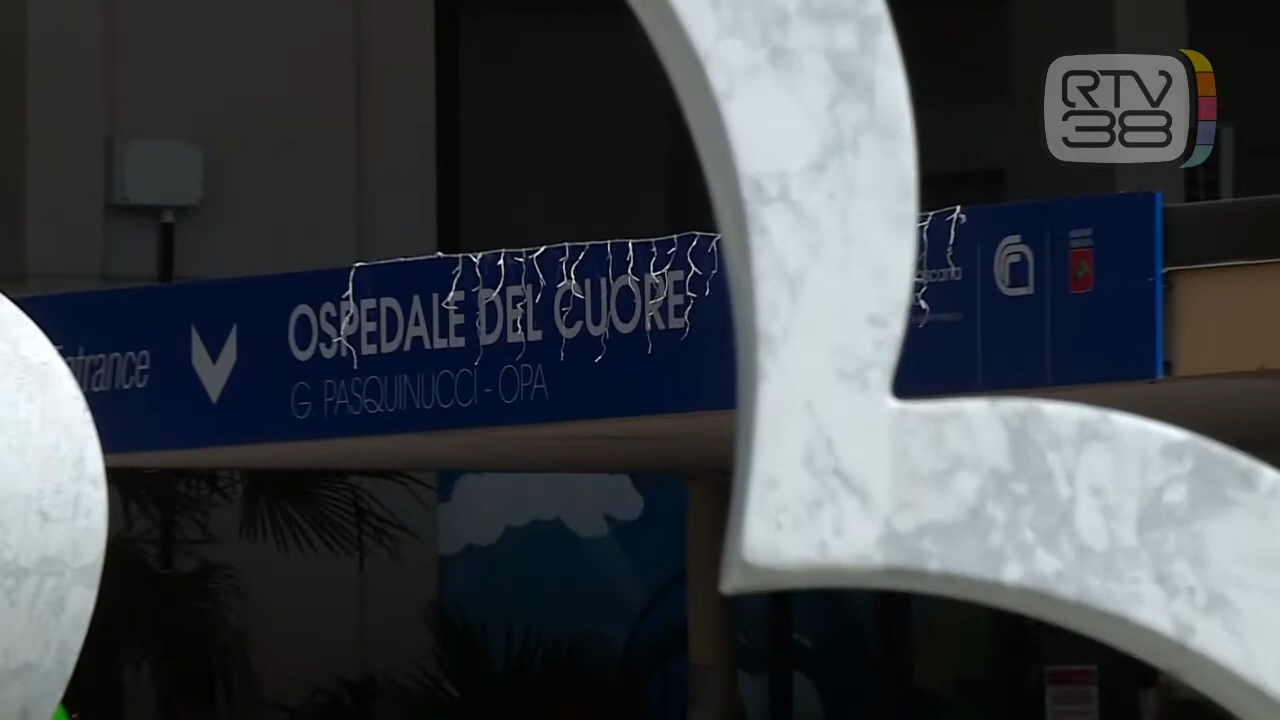 RTV
38
Entrance
OSPEDALE DEL CUORE
G. PASQUINUCCI - OPA